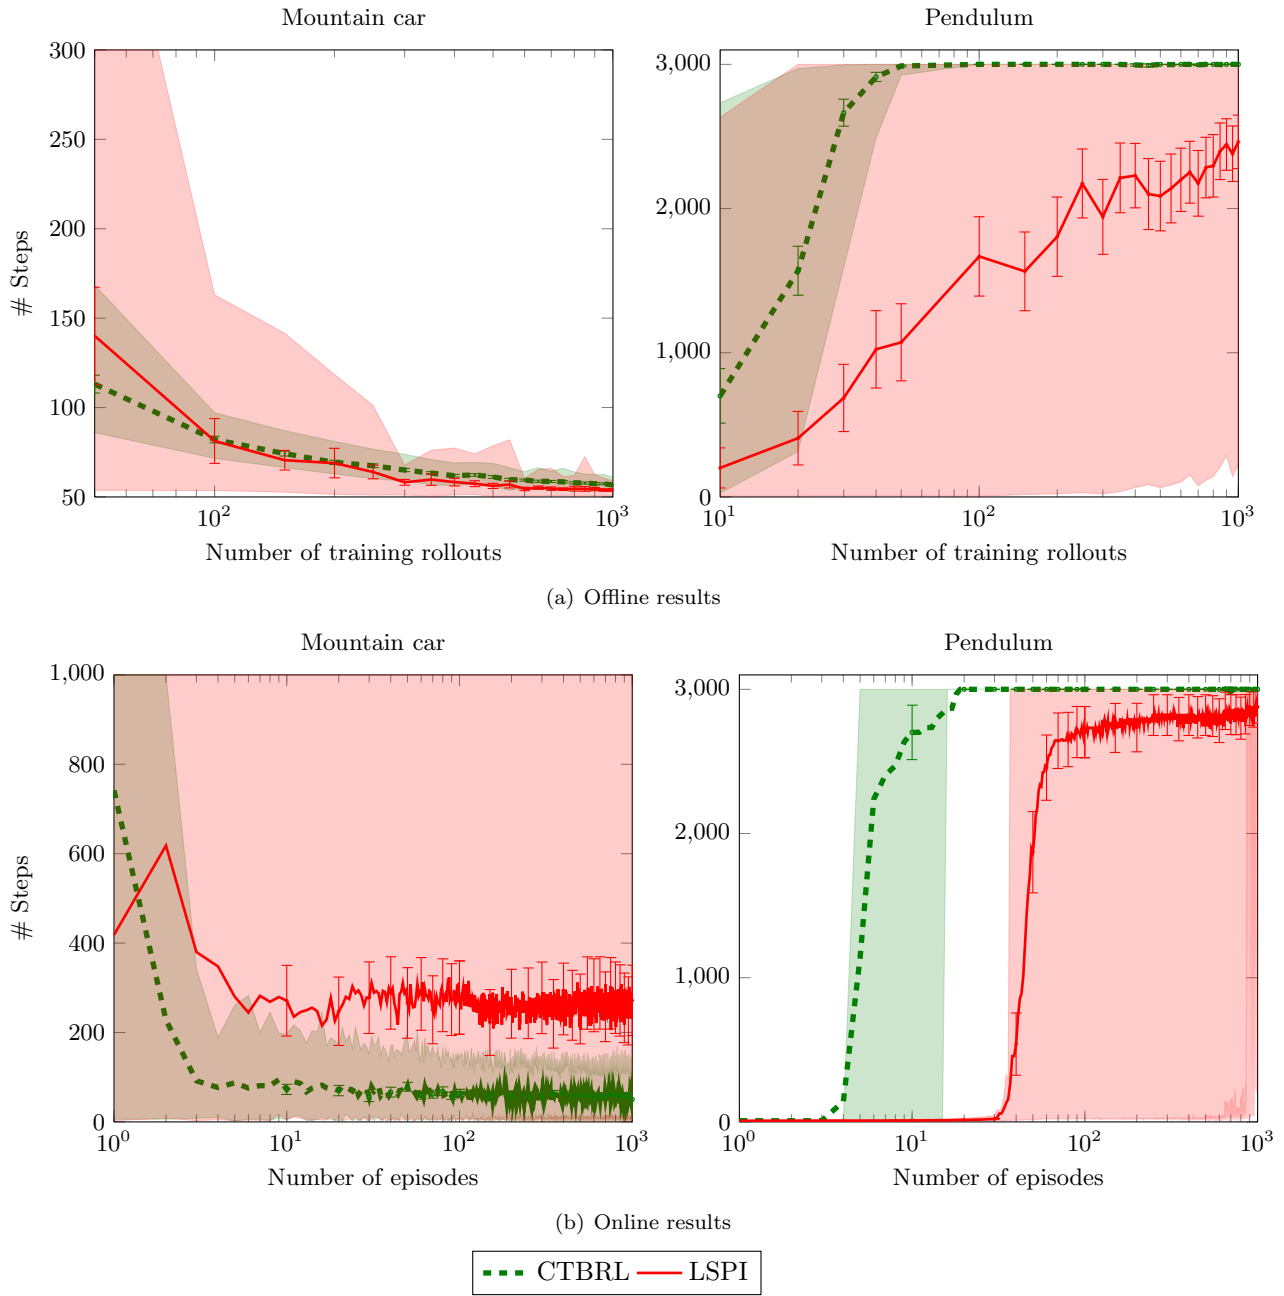 Mountain car
Pendulum
300
250
200
150
100
50
# Steps
10^2
10^3
Number of training rollouts
3,000
2,000
1,000
0
10^1
10^2
10^3
Number of training rollouts
(a) Offline results
Mountain car
Pendulum
1,000
800
600
400
200
0
# Steps
10^0
10^1
10^2
10^3
Number of episodes
3,000
2,000
1,000
0
10^0
10^1
10^2
10^3
Number of episodes
(b) Online results
CTBRL LSPI